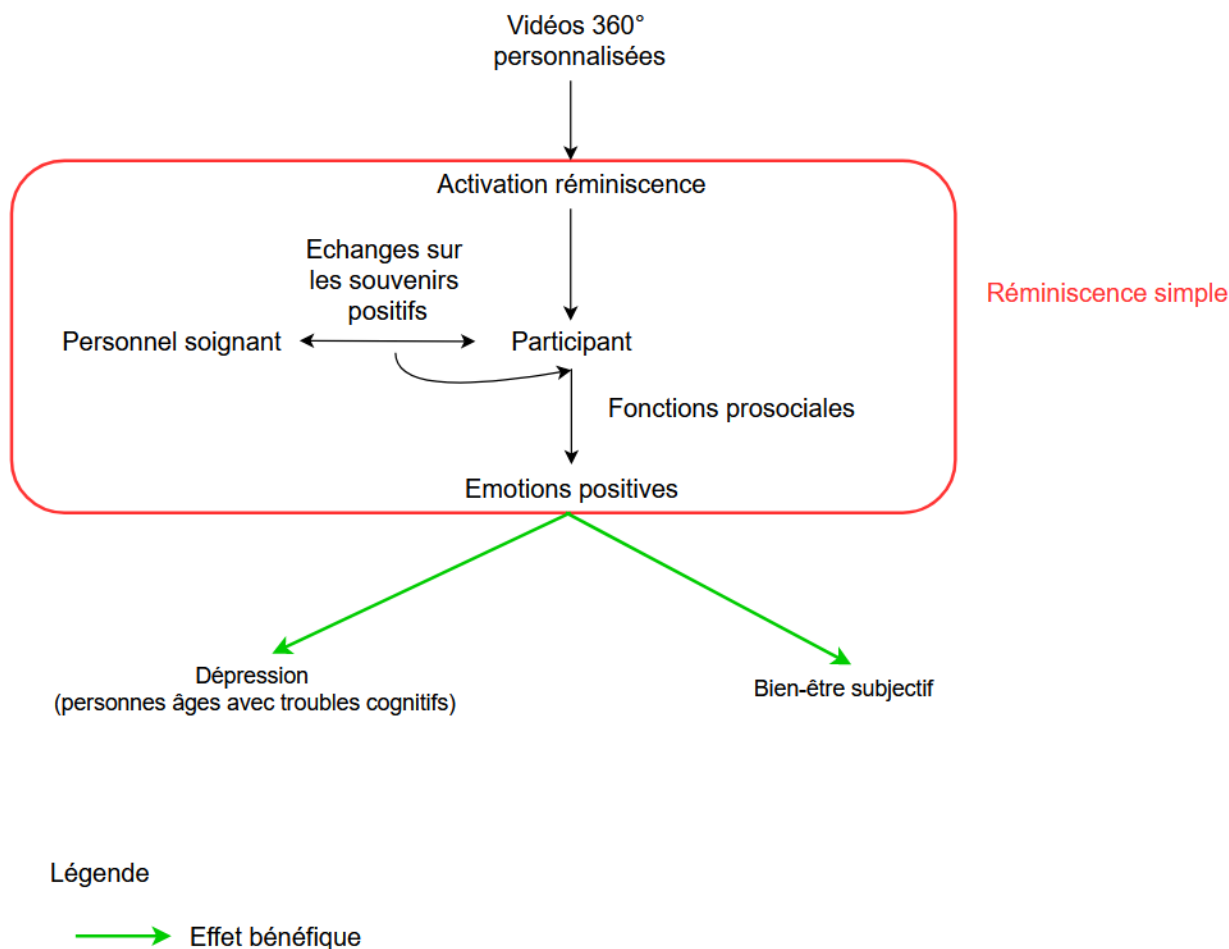 Vidéos 360°
personnalisées
Activation réminiscence
Echanges sur
les souvenirs
positifs
Réminiscence simple
Personnel soignant
Participant
Fonctions prosociales
Emotions positives
Dépression
(personnes âges avec troubles cognitifs)
Bien-être subjectif
Légende
Effet bénéfique